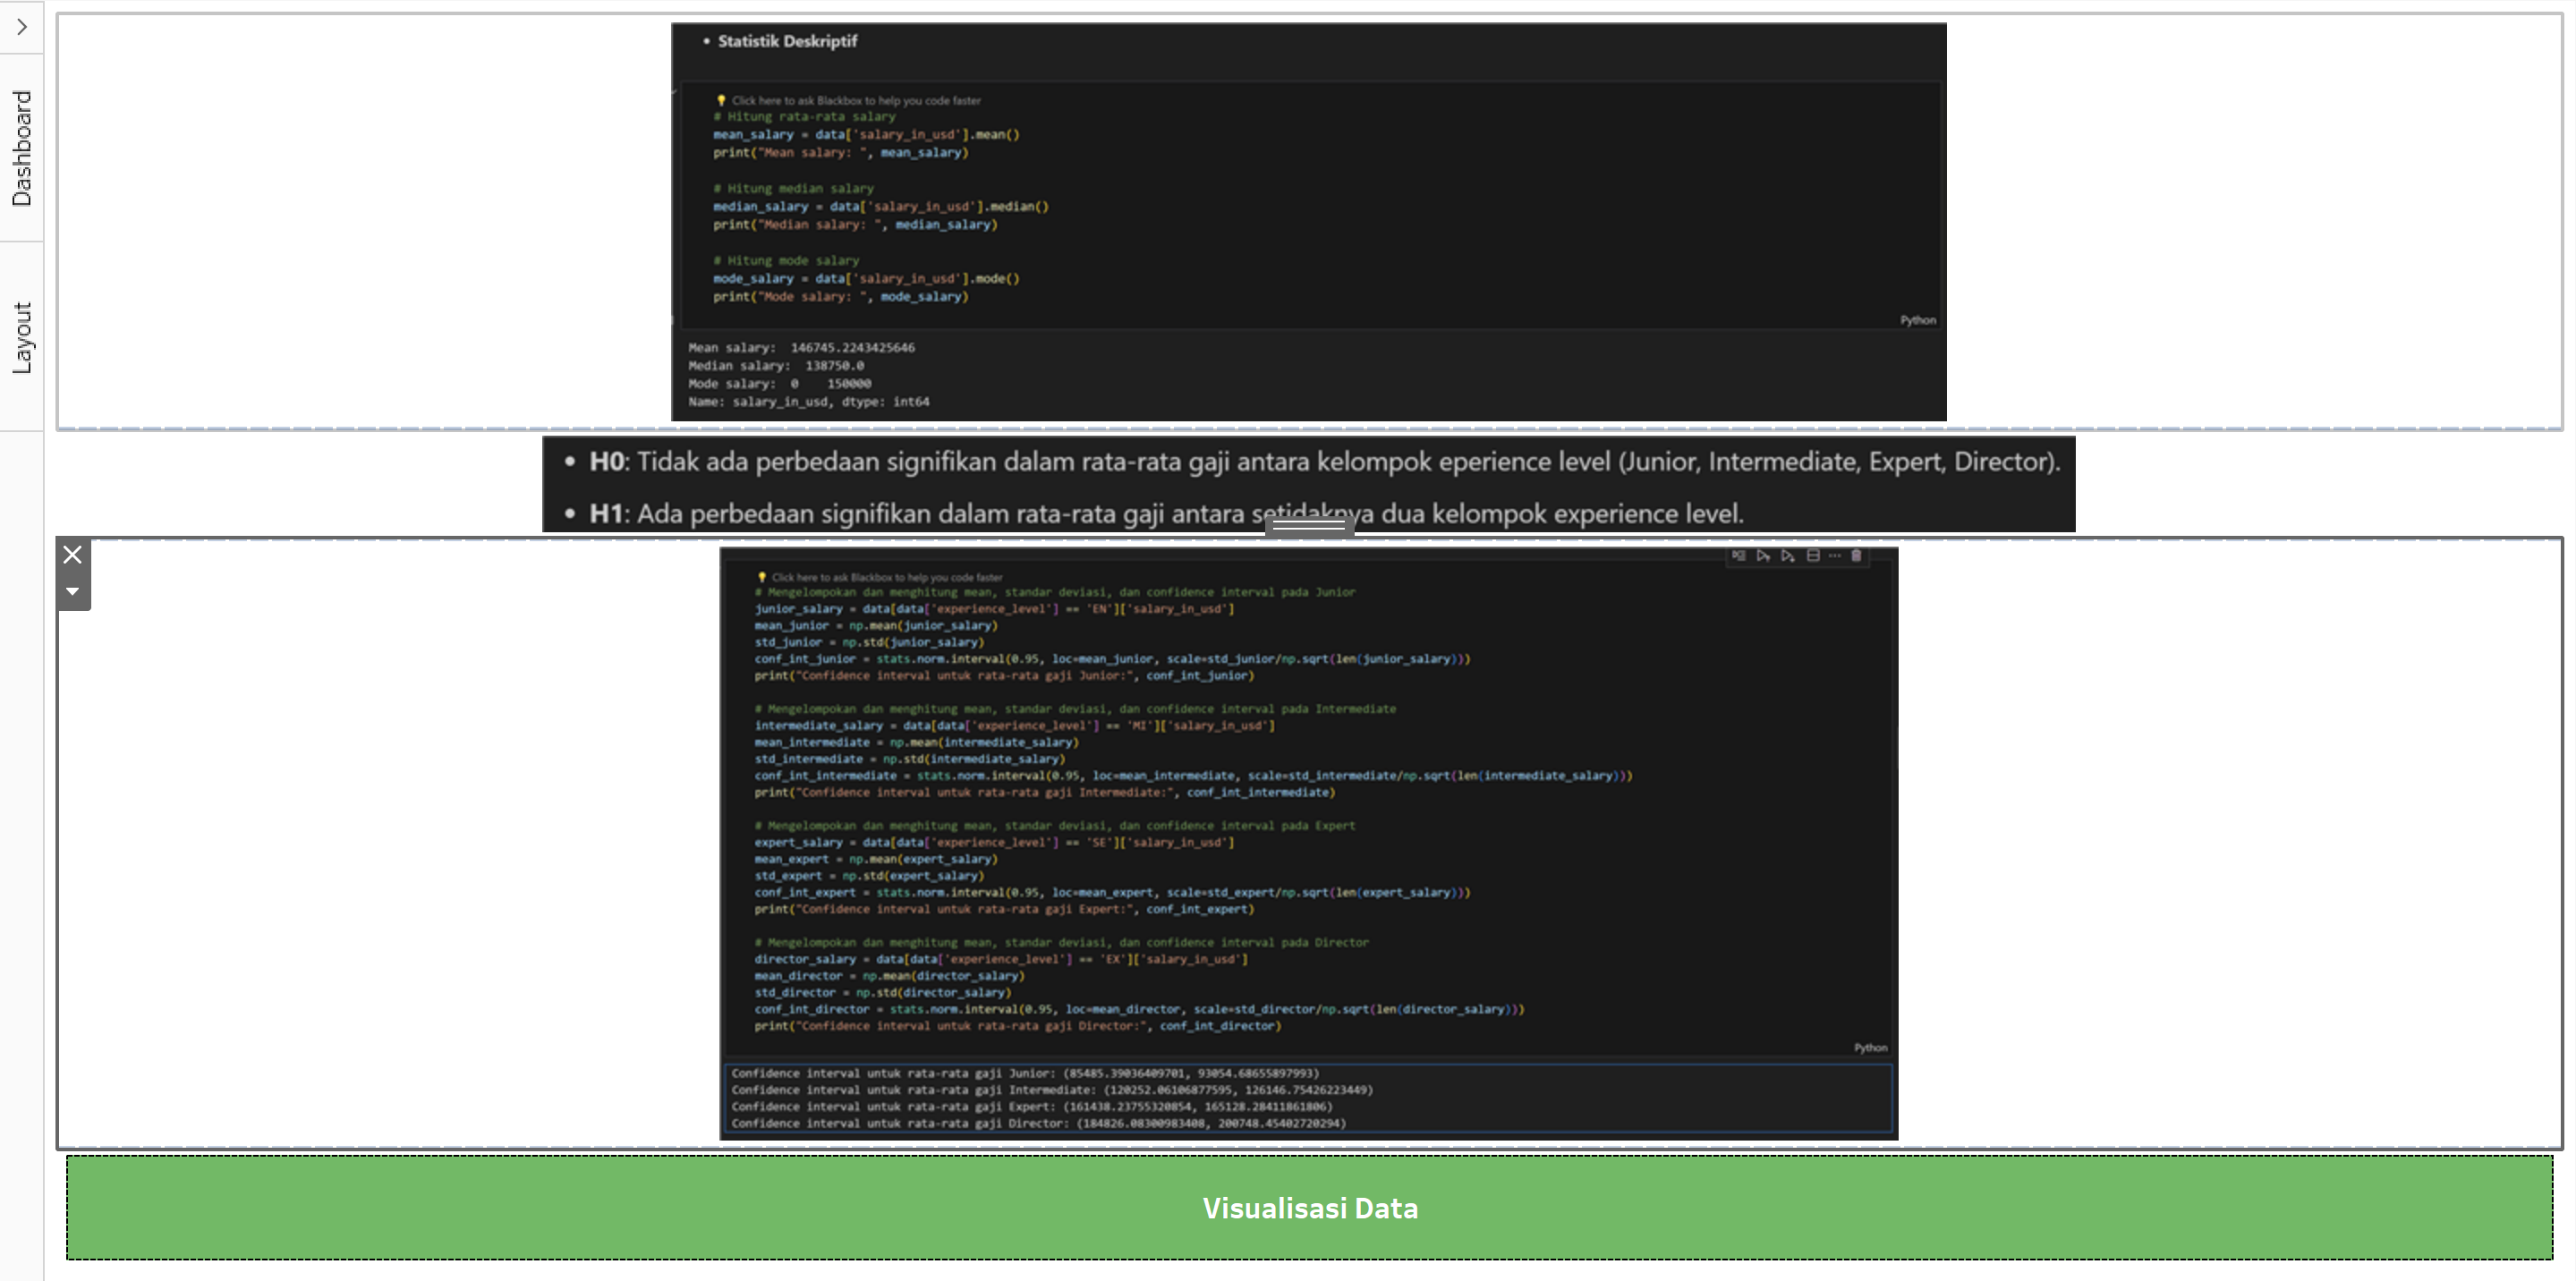 Dashboard
Layout
• Statistik Deskriptif
Click here to ask Blackbox to help you code faster
# Hitung rata-rata salary
mean_salary = data['salary_in_usd'].mean()
print("Mean salary: ", mean_salary)
# Hitung median salary
median_salary = data['salary_in_usd'].median()
print("Median salary: ", median_salary)
# Hitung mode salary
mode_salary = data['salary_in_usd'].mode()
print("Mode salary: ", mode_salary)
Python
Mean salary:  146745.2243425646
Median salary:  138750.0
Mode salary:  0    150000
Name: salary_in_usd, dtype: int64
• H0: Tidak ada perbedaan signifikan dalam rata-rata gaji antara kelompok eperience level (Junior, Intermediate, Expert, Director).
• H1: Ada perbedaan signifikan dalam rata-rata gaji antara setidaknya dua kelompok experience level.
Click here to ask Blackbox to help you code faster
# Mengelompokan dan menghitung mean, standar deviasi, dan confidence interval pada Junior
junior_salary = data[data['experience_level'] == 'EN']['salary_in_usd']
mean_junior = np.mean(junior_salary)
std_junior = np.std(junior_salary)
conf_int_junior = stats.norm.interval(0.95, loc=mean_junior, scale=std_junior/np.sqrt(len(junior_salary)))
print("Confidence interval untuk rata-rata gaji Junior:", conf_int_junior)
# Mengelompokan dan menghitung mean, standar deviasi, dan confidence interval pada Intermediate
intermediate_salary = data[data['experience_level'] == 'MI']['salary_in_usd']
mean_intermediate = np.mean(intermediate_salary)
std_intermediate = np.std(intermediate_salary)
conf_int_intermediate = stats.norm.interval(0.95, loc=mean_intermediate, scale=std_intermediate/np.sqrt(len(intermediate_salary)))
print("Confidence interval untuk rata-rata gaji Intermediate:", conf_int_intermediate)
# Mengelompokan dan menghitung mean, standar deviasi, dan confidence interval pada Expert
expert_salary = data[data['experience_level'] == 'SE']['salary_in_usd']
mean_expert = np.mean(expert_salary)
std_expert = np.std(expert_salary)
conf_int_expert = stats.norm.interval(0.95, loc=mean_expert, scale=std_expert/np.sqrt(len(expert_salary)))
print("Confidence interval untuk rata-rata gaji Expert:", conf_int_expert)
# Mengelompokan dan menghitung mean, standar deviasi, dan confidence interval pada Director
director_salary = data[data['experience_level'] == 'EX']['salary_in_usd']
mean_director = np.mean(director_salary)
std_director = np.std(director_salary)
conf_int_director = stats.norm.interval(0.95, loc=mean_director, scale=std_director/np.sqrt(len(director_salary)))
print("Confidence interval untuk rata-rata gaji Director:", conf_int_director)
Python
Confidence interval untuk rata-rata gaji Junior: (85485.39036409701, 93054.68655897993)
Confidence interval untuk rata-rata gaji Intermediate: (120252.06106877595, 126146.75426223449)
Confidence interval untuk rata-rata gaji Expert: (161438.23755320854, 165128.28411861806)
Confidence interval untuk rata-rata gaji Director: (184826.08300983408, 200748.45402720294)
Visualisasi Data